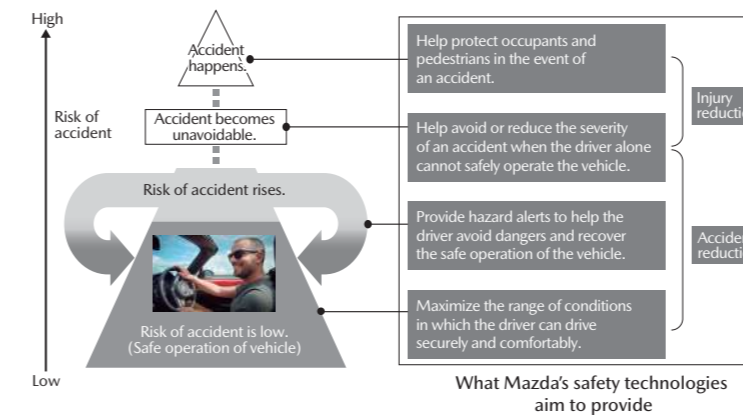 High
Accident
happens.
Help protect occupants and
pedestrians in the event of
an accident.
Risk of
accident
Accident becomes
unavoidable.
Help avoid or reduce the severity
of an accident when the driver alone
cannot safely operate the vehicle.
Injury
Risk of accident rises.
Provide hazard alerts to help the
driver avoid dangers and recover
the safe operation of the vehicle.
Risk of accident is low.
(Safe operation of vehicle)
Maximize the range of conditions
in which the driver can drive
securely and comfortably.
Low
What Mazda's safety technologies
aim to provide